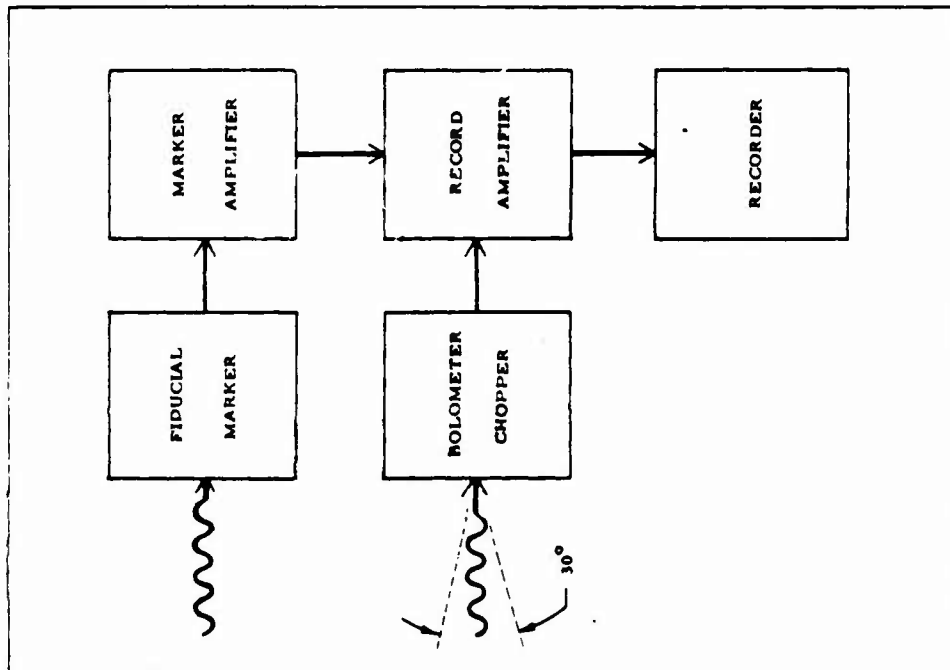 MARKER
AMPLIFIER
RECORD
AMPLIFIER
RECORDER
FIDUCIAL
MARKER
BOLOMETER
CHOPPER
30°